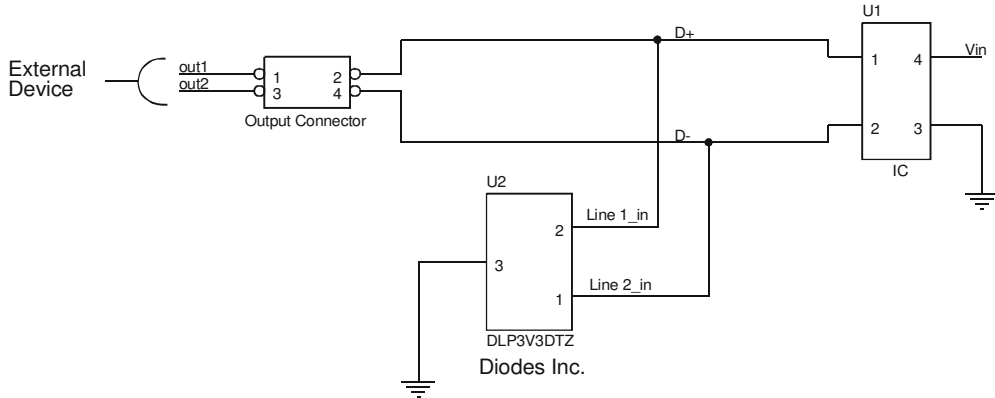 U1
D+
External
Device
out1
out2
1 2
3 4
Output Connector
1 4
Vin
D-
2 3
IC
U2
Line 1_in
2
3
Line 2_in
1
DLP3V3DTZ
Diodes Inc.